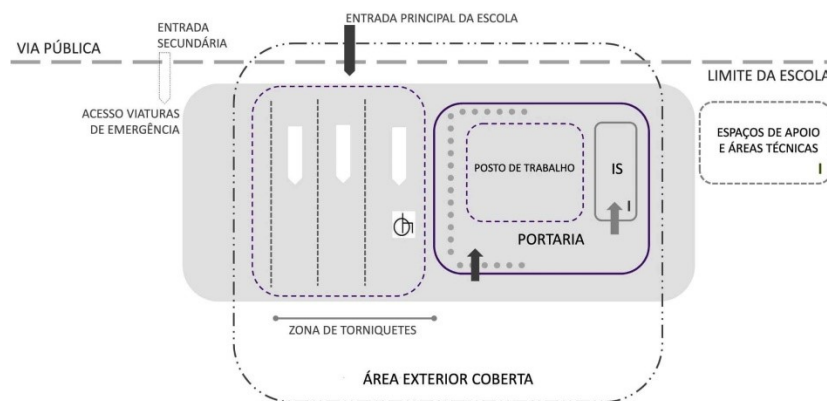 ENTRADA PRINCIPAL DA ESCOLA
ENTRADA
SECUNDÁRIA
VIA PÚBLICA
LIMITE DA ESCOLA
ACESSO VIATURAS
DE EMERGÊNCIA
ESPAÇOS DE APOIO
E ÁREAS TÉCNICAS
I
POSTO DE TRABALHO
IS
I
PORTARIA
ZONA DE TORNIQUETES
ÁREA EXTERIOR COBERTA